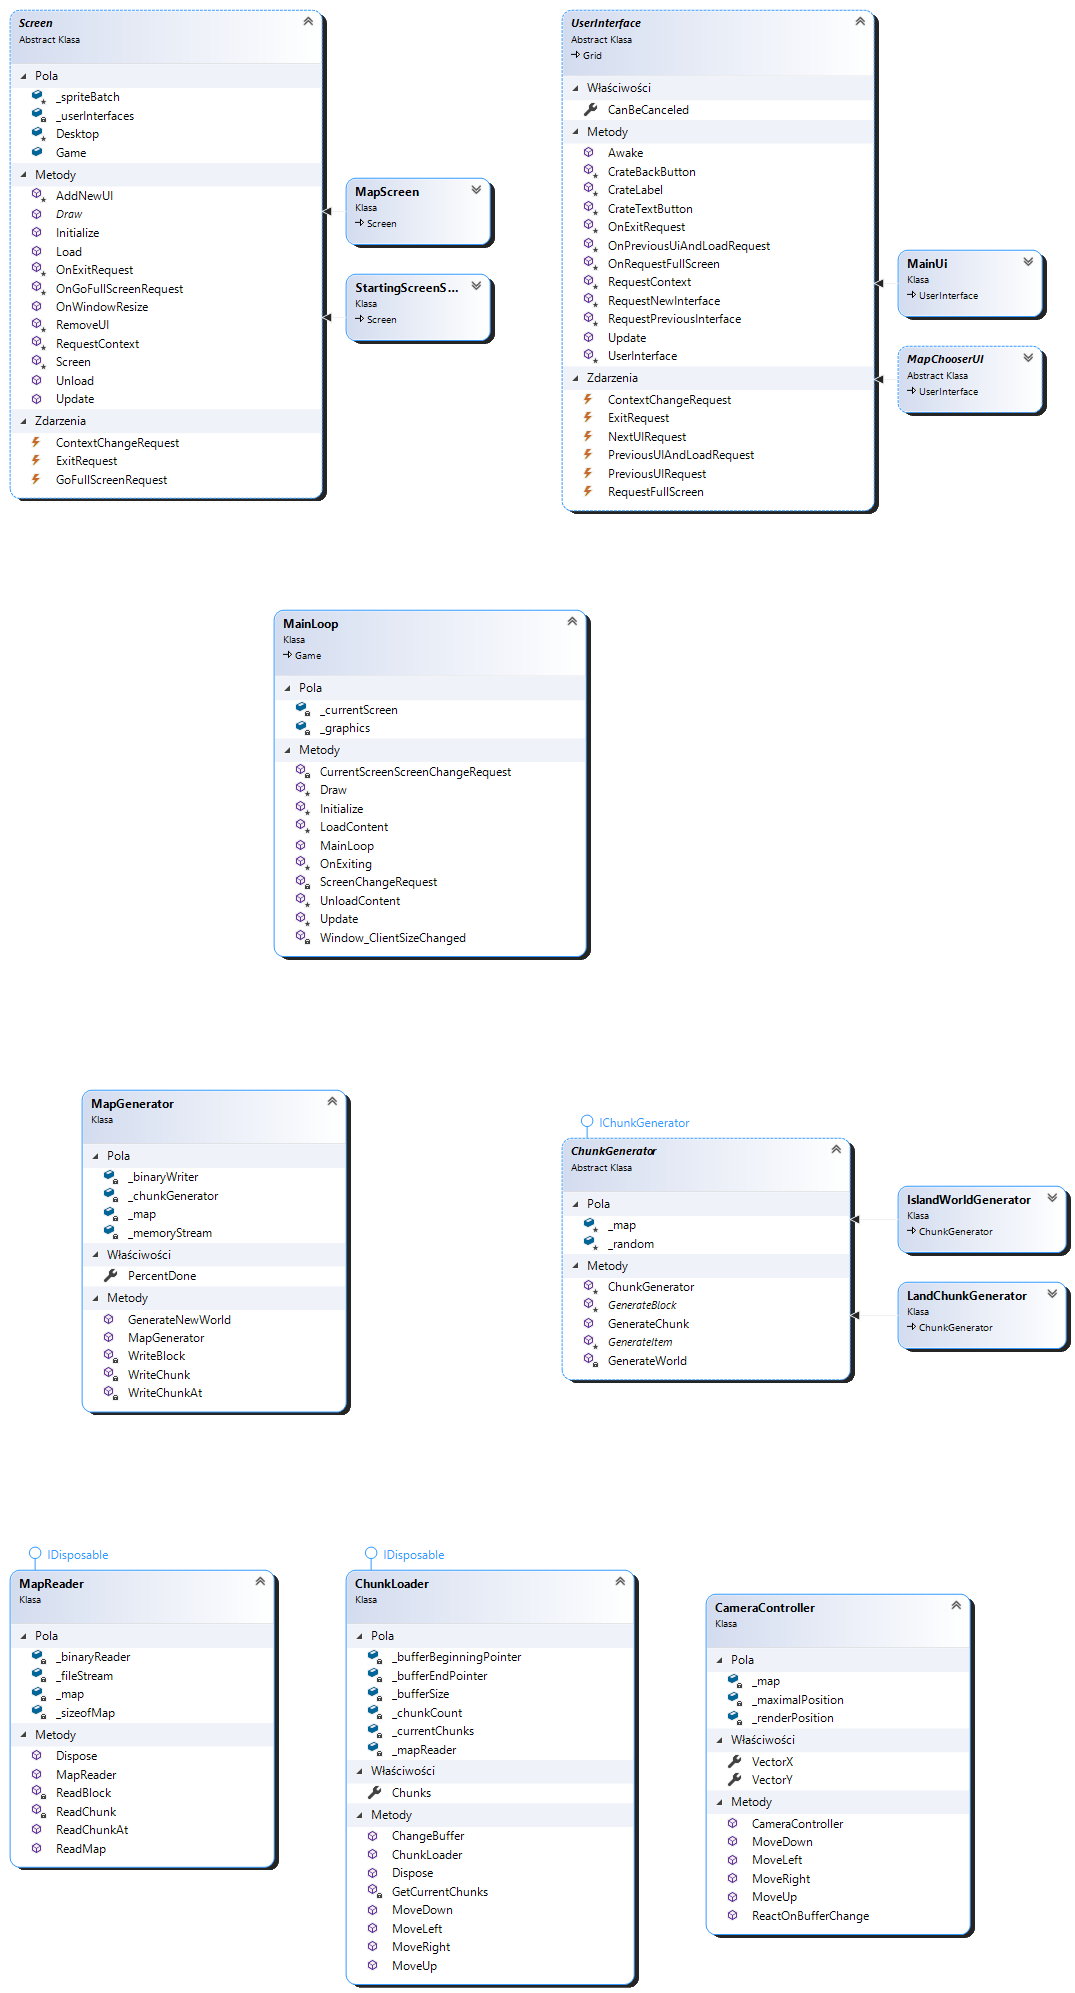 Screen
Abstract Klasa
Pola
_spriteBatch
_userInterfaces
Desktop
Game
Metody
AddNewUI
Draw
Initialize
Load
OnExitRequest
OnGoFullScreenRequest
OnWindowResize
RemoveUI
RequestContext
Screen
Unload
Update
Zdarzenia
ContextChangeRequest
ExitRequest
GoFullScreenRequest
MapScreen
Klasa
Screen
StartingScreenS...
Klasa
Screen
UserInterface
Abstract Klasa
Grid
Właściwości
CanBeCanceled
Metody
Awake
CrateBackButton
CrateLabel
CrateTextButton
OnExitRequest
OnPreviousUiAndLoadRequest
OnRequestFullScreen
RequestContext
RequestNewInterface
RequestPreviousInterface
Update
UserInterface
Zdarzenia
ContextChangeRequest
ExitRequest
NextUIRequest
PreviousUIAndLoadRequest
PreviousUIRequest
RequestFullScreen
MainUi
Klasa
UserInterface
MapChooserUI
Abstract Klasa
UserInterface
MainLoop
Klasa
Game
Pola
_currentScreen
_graphics
Metody
CurrentScreenScreenChangeRequest
Draw
Initialize
LoadContent
MainLoop
OnExiting
ScreenChangeRequest
UnloadContent
Update
Window_ClientSizeChanged
MapGenerator
Klasa
Pola
_binaryWriter
_chunkGenerator
_map
_memoryStream
Właściwości
PercentDone
Metody
GenerateNewWorld
MapGenerator
WriteBlock
WriteChunk
WriteChunkAt
IChunkGenerator
ChunkGenerator
Abstract Klasa
Pola
_map
_random
Metody
ChunkGenerator
GenerateBlock
GenerateChunk
GenerateItem
GenerateWorld
IslandWorldGenerator
Klasa
ChunkGenerator
LandChunkGenerator
Klasa
ChunkGenerator
IDisposable
MapReader
Klasa
Pola
_binaryReader
_fileStream
_map
_sizeofMap
Metody
Dispose
MapReader
ReadBlock
ReadChunk
ReadChunkAt
ReadMap
IDisposable
ChunkLoader
Klasa
Pola
_bufferBeginningPointer
_bufferEndPointer
_bufferSize
_chunkCount
_currentChunks
_mapReader
Właściwości
Chunks
Metody
ChangeBuffer
ChunkLoader
Dispose
GetCurrentChunks
MoveDown
MoveLeft
MoveRight
MoveUp
CameraController
Klasa
Pola
_map
_maximalPosition
_renderPosition
Właściwości
VectorX
VectorY
Metody
CameraController
MoveDown
MoveLeft
MoveRight
MoveUp
ReactOnBufferChange